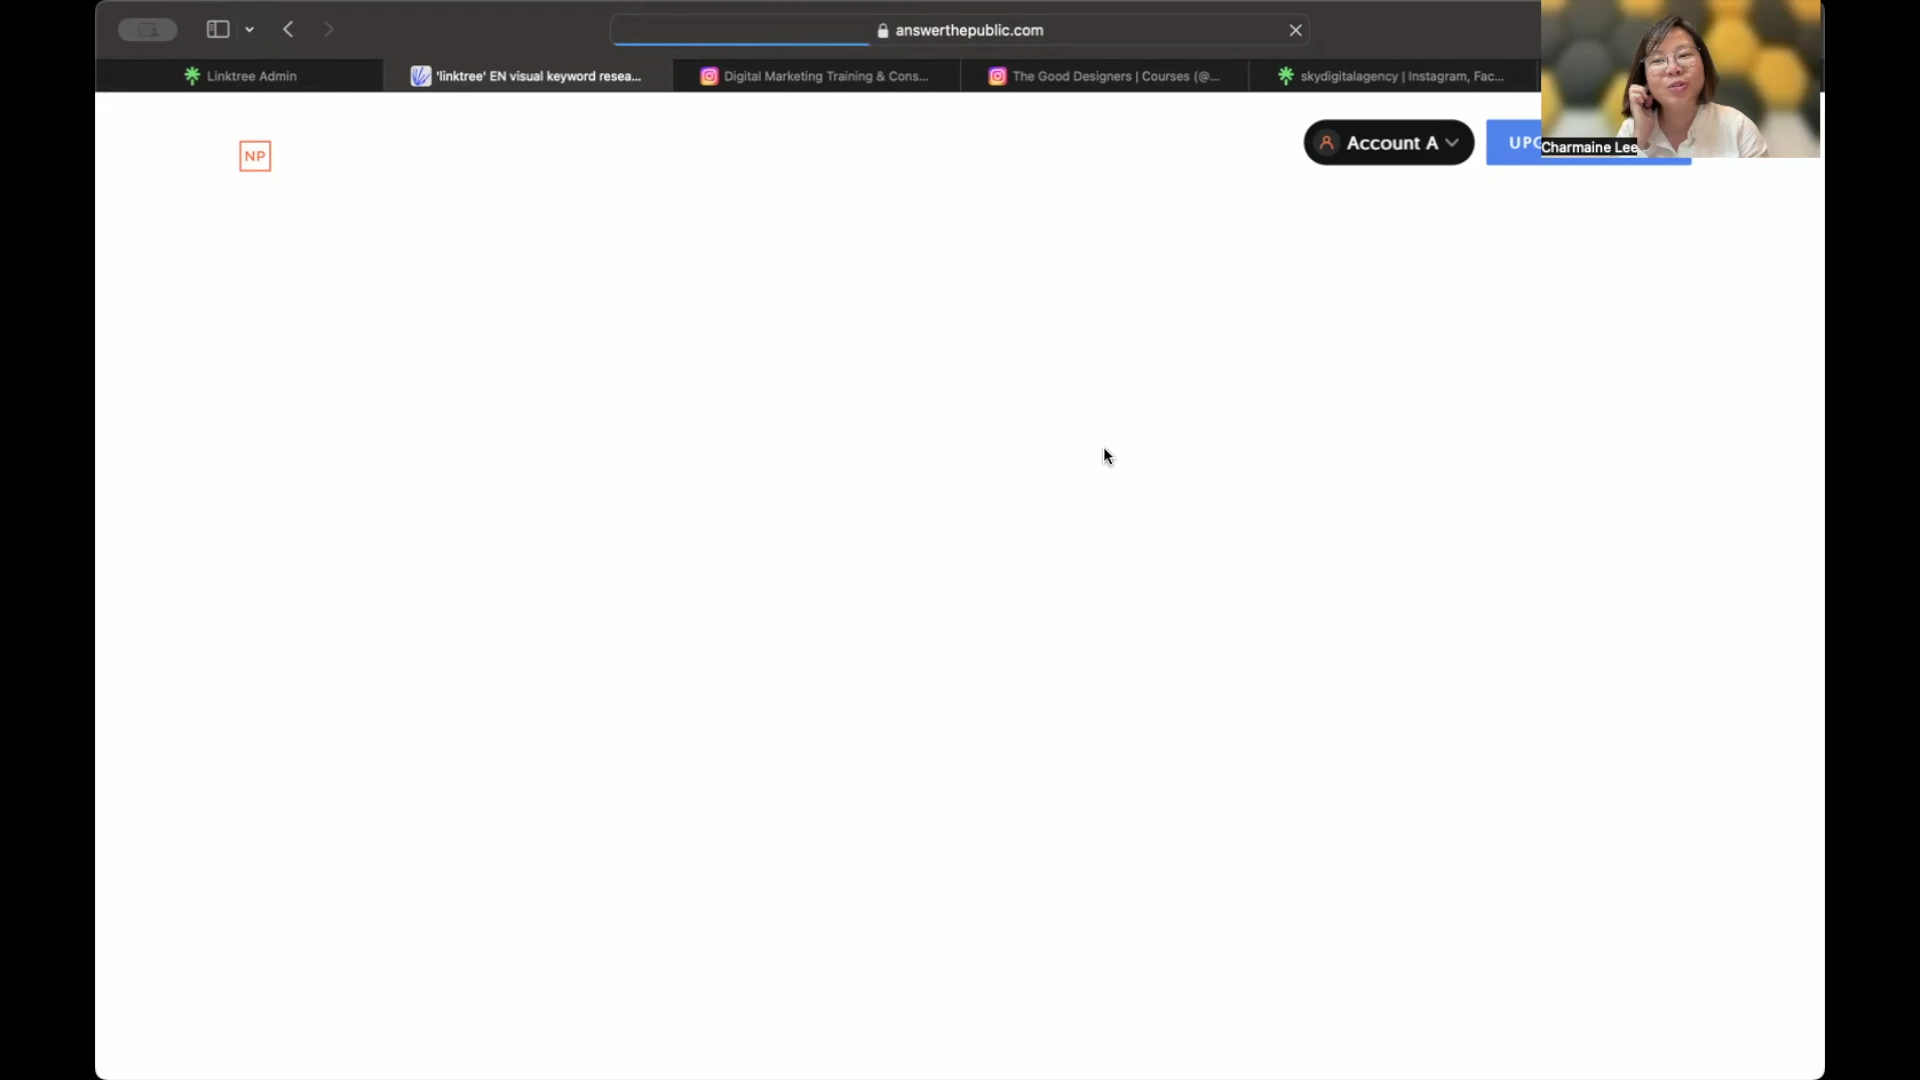 answerthepublic.com
Linktree Admin
'linktree' EN visual keyword resea...
Digital Marketing Training & Cons...
The Good Designers | Courses (@...
skydigitalagency | Instagram, Fac...
NP
Account A
UPG
Charmaine Lee